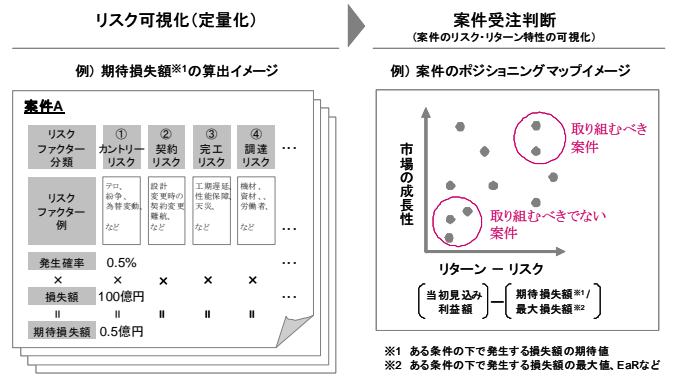 リスク可視化（定量化）
例） 期待損失額※1の算出イメージ
案件A
リスク
ファクター
分類
①
カントリー
リスク
②
契約
リスク
③
完工
リスク
④
調達
リスク
…
リスク
ファクター
例
テロ、
紛争、
為替変動、
など
設計
変更時の
契約変更
難航、
など
工期遅延、
性能保障、
天災、
など
機材、
資材、、
労働者、
など
…
発生確率 0.5% …
× × × × ×
損失額 100億円 …
＝ ＝ ＝ ＝ ＝
期待損失額 0.5億円
案件受注判断
（案件のリスク・リターン特性の可視化）
例） 案件のポジショニングマップイメージ
市場の成長性
取り組むべき
案件
取り組むべきでない
案件
リターン － リスク
当初見込み
利益額
－
期待損失額※1/
最大損失額※2
※1 ある条件の下で発生する損失額の期待値
※2 ある条件の下で発生する損失額の最大値、EaRなど